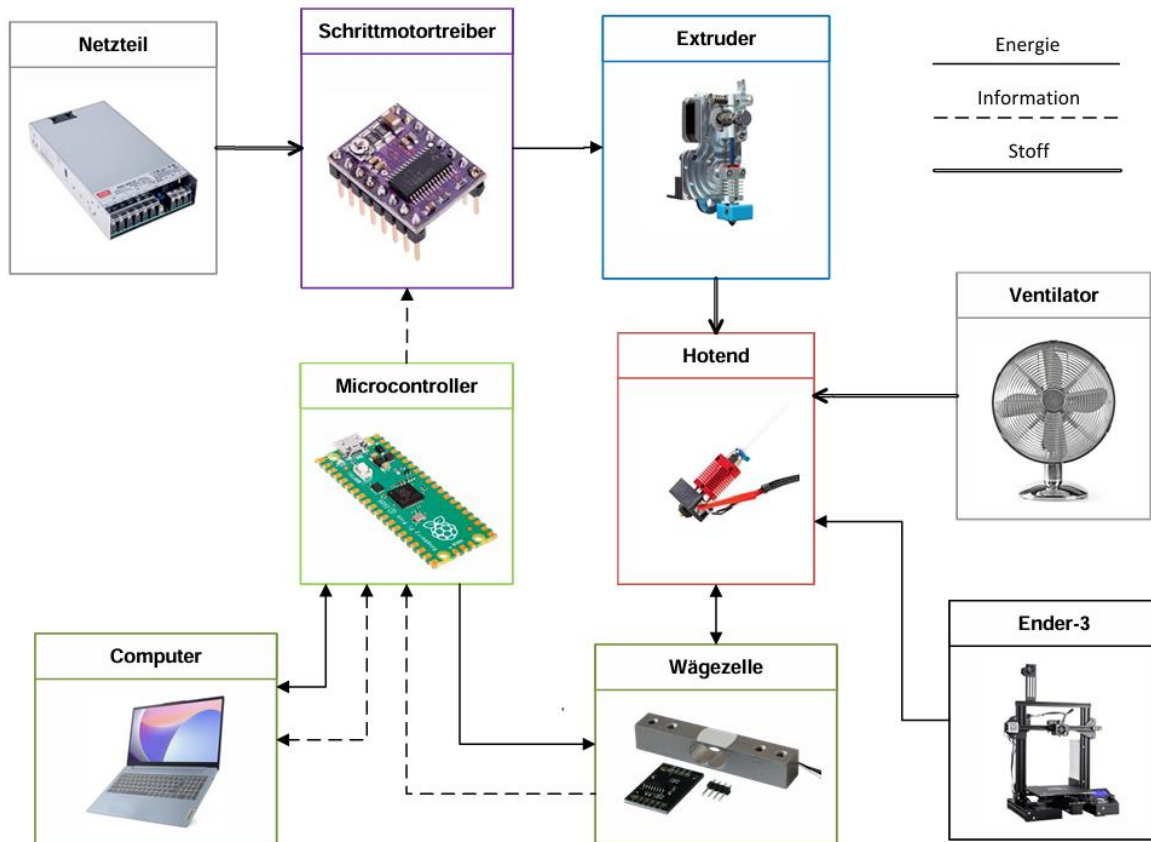 Netzteil
Schrittmotortreiber
Extruder
Energie
Information
Stoff
Ventilator
Hotend
Microcontroller
Computer
Wägezelle
Ender-3